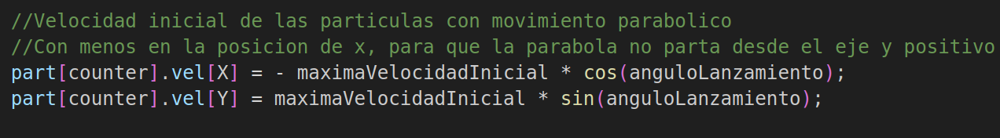 //Velocidad inicial de las particulas con movimiento parabolico
//Con menos en la posicion de x, para que la parabola no parta desde el eje y positivo
part[counter].vel[X] = - maximaVelocidadInicial * cos(anguloLanzamiento);
part[counter].vel[Y] = maximaVelocidadInicial * sin(anguloLanzamiento);